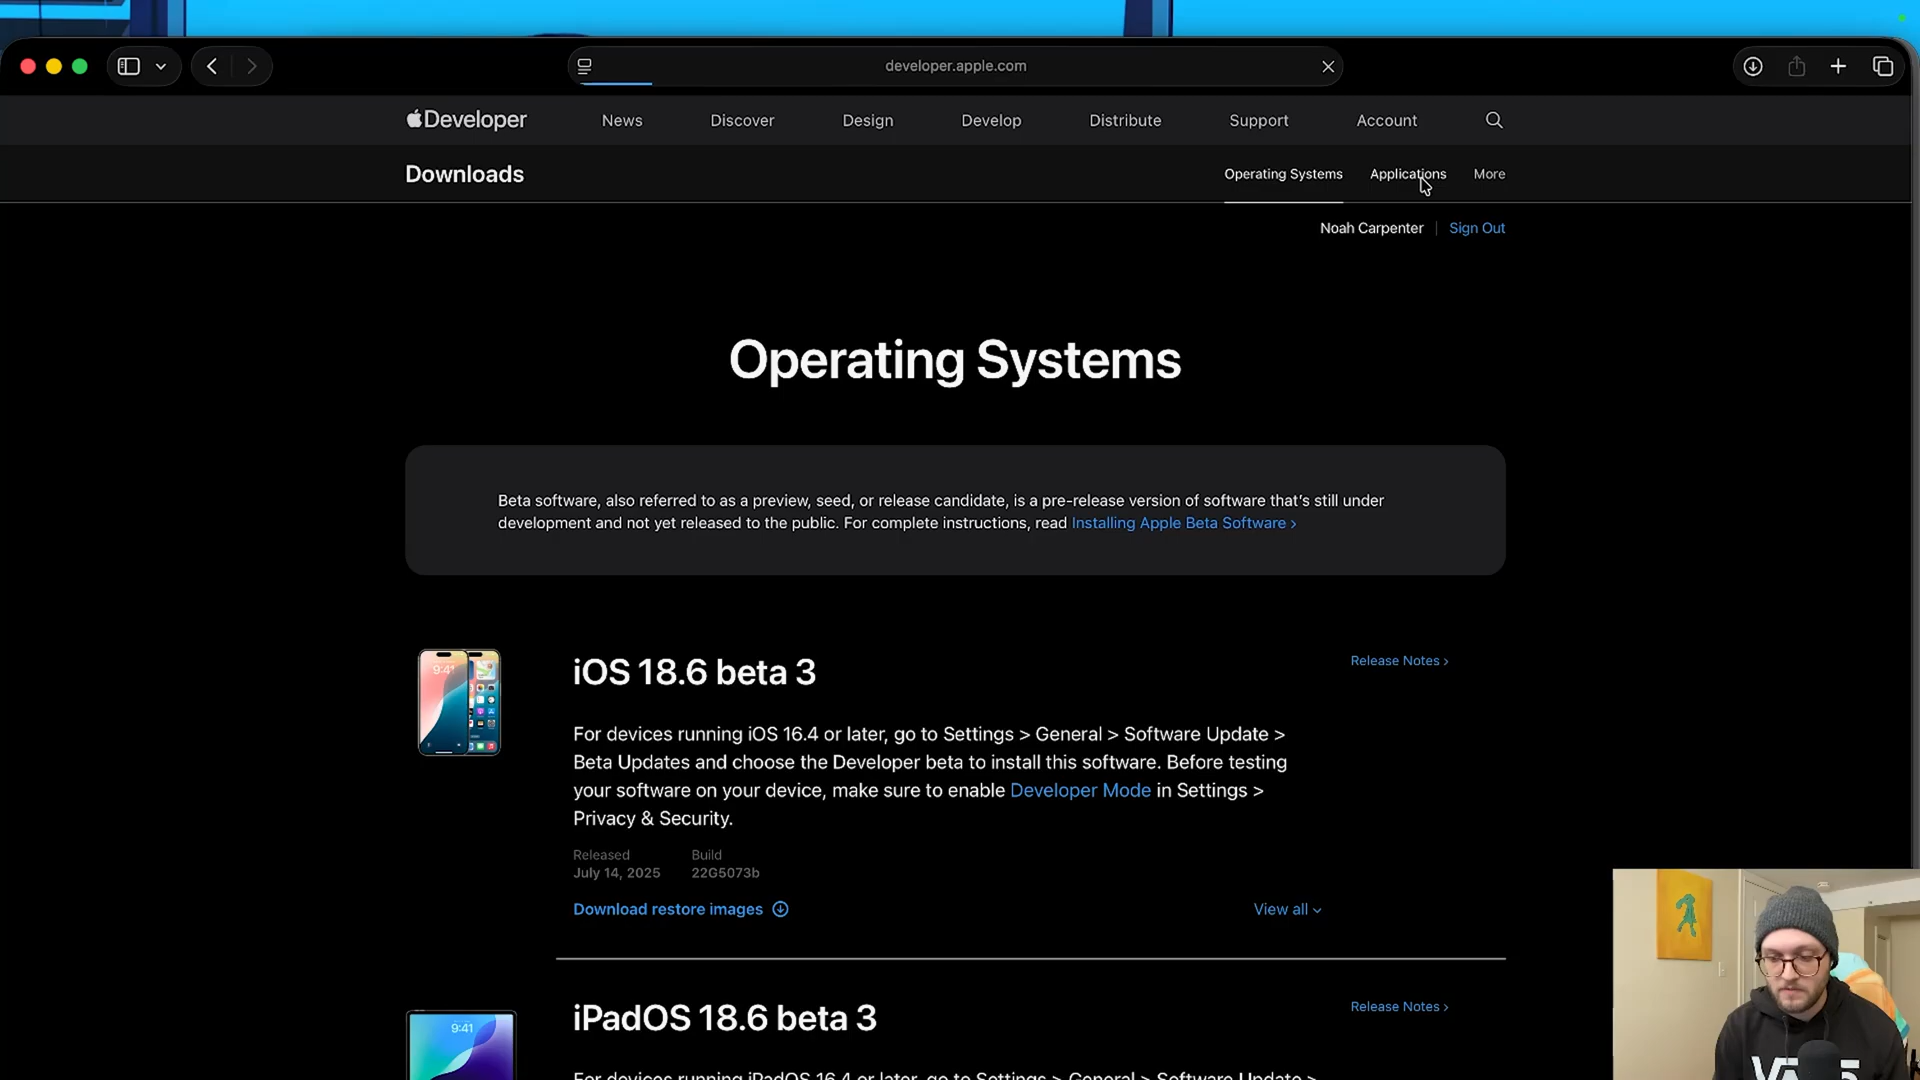 developer.apple.com
Developer
News
Discover
Design
Develop
Distribute
Support
Account
Downloads
Operating Systems
Applications
More
Noah Carpenter
Sign Out
Operating Systems
Beta software, also referred to as a preview, seed, or release candidate, is a pre-release version of software that's still under
development and not yet released to the public. For complete instructions, read Installing Apple Beta Software >
iOS 18.6 beta 3
Release Notes >
9:41
For devices running iOS 16.4 or later, go to Settings > General > Software Update >
Beta Updates and choose the Developer beta to install this software. Before testing
your software on your device, make sure to enable Developer Mode in Settings >
Privacy & Security.
Released
Build
July 14, 2025
22G5073b
Download restore images
View all
iPadOS 18.6 beta 3
Release Notes >
9:41
For devices running iPadOS 16.4 or later, go to Settings > General > Software Update >